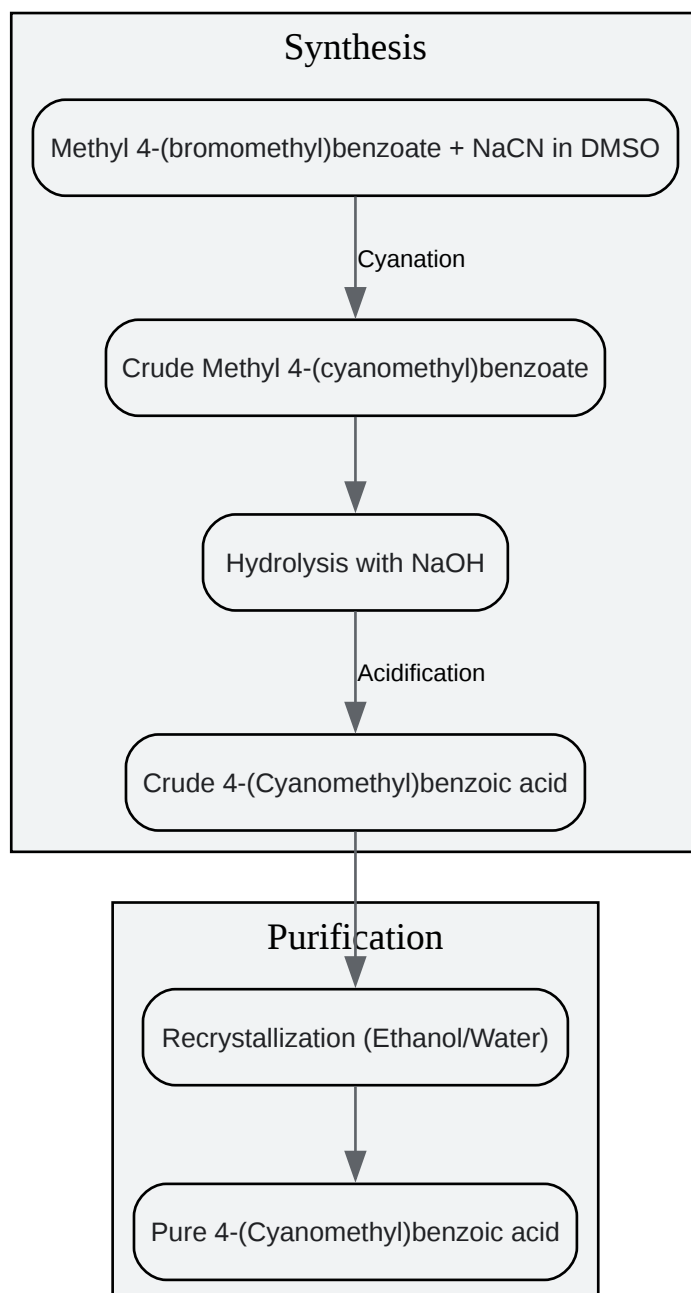 Synthesis
Methyl 4-(bromomethyl)benzoate + NaCN in DMSO
Cyanation
Crude Methyl 4-(cyanomethyl)benzoate
Hydrolysis with NaOH
Acidification
Crude 4-(Cyanomethyl)benzoic acid
Purification
Recrystallization (Ethanol/Water)
Pure 4-(Cyanomethyl)benzoic acid